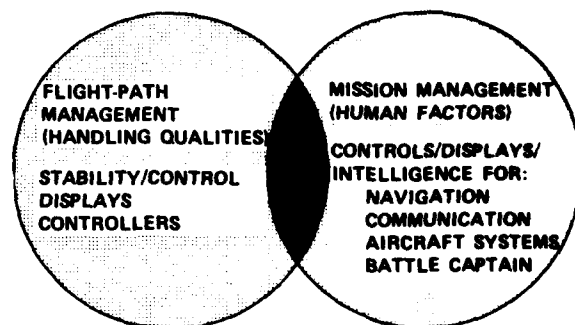 FLIGHT-PATH
MANAGEMENT
(HANDLING QUALITIES)
STABILITY/CONTROL
DISPLAYS
CONTROLLERS
MISSION MANAGEMENT
(HUMAN FACTORS)
CONTROLS/DISPLAYS/
INTELLIGENCE FOR:
NAVIGATION
COMMUNICATION
AIRCRAFT SYSTEMS
BATTLE CAPTAIN